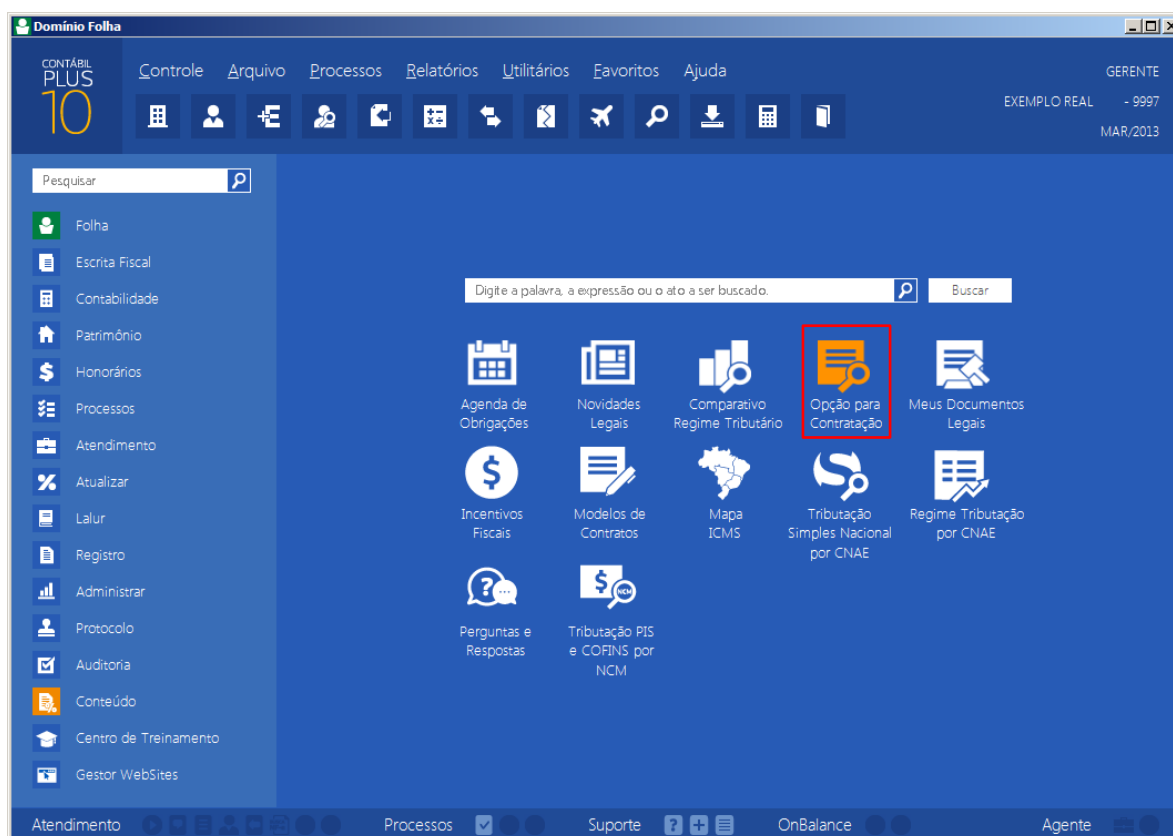 Domínio Folha
CONTÁBIL
PLUS
10
Controle Arquivo Processos Relatórios Utilitários Favoritos Ajuda
GERENTE
EXEMPLO REAL - 9997
MAR/2013
Pesquisar
Folha
Escrita Fiscal
Contabilidade
Patrimônio
Honorários
Processos
Atendimento
Atualizar
Lalur
Registro
Administrar
Protocolo
Auditoria
Conteúdo
Centro de Treinamento
Gestor WebSites
Digite a palavra, a expressão ou o ato a ser buscado.
Buscar
Agenda de
Obrigações
Novidades
Legais
Comparativo
Regime Tributário
Opção para
Contratação
Meus Documentos
Legais
Incentivos
Fiscais
Modelos de
Contratos
Mapa
ICMS
Tributação
Simples Nacional
por CNAE
Regime Tributação
por CNAE
Perguntas e
Respostas
NCM
Tributação PIS
e COFINS por
NCM
Atendimento Processos Suporte OnBalance Agente